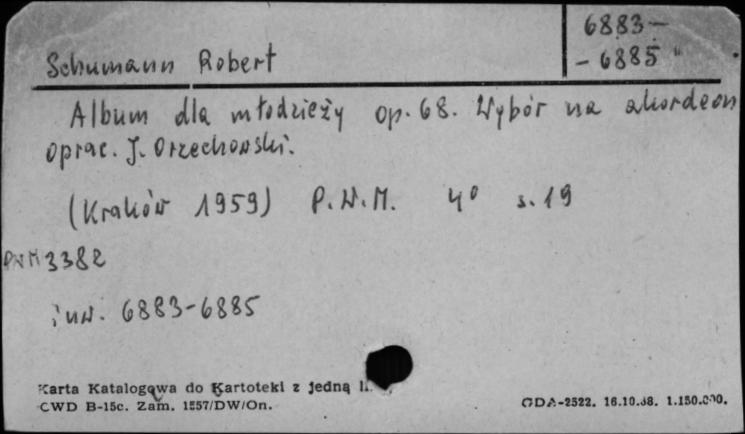 6883-
-6885"
Schumann Robert
Album dla młodzieży op. 68. Wybór na akordeon
oprac. J. Orzechowski.
(Kraków 1959) P.W.M. 4° s. 19
PWM 3382
inw. 6883-6885
Karta Katalogowa do Kartoteki z jedną
CWD B-15c. Zam. 1557/DW/On.
GDA-2522. 16.10.68. 1.150.000.